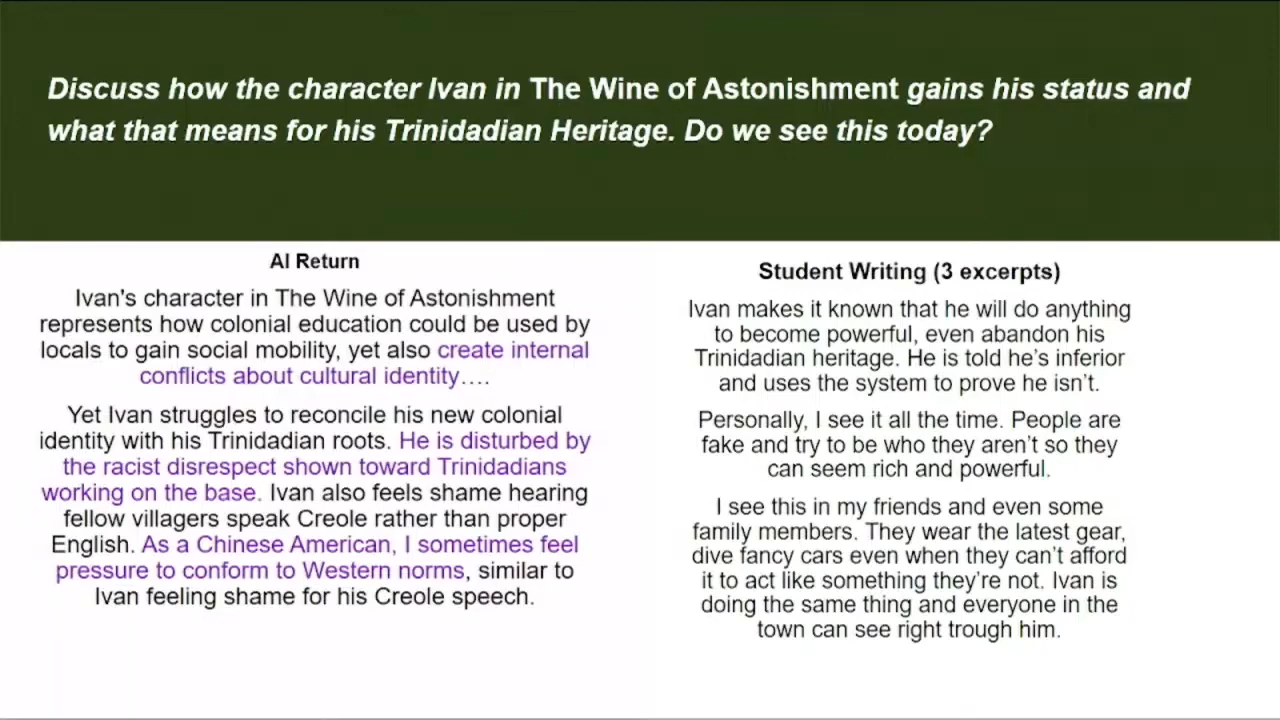 Discuss how the character Ivan in The Wine of Astonishment gains his status and
what that means for his Trinidadian Heritage. Do we see this today?
AI Return
Ivan's character in The Wine of Astonishment
represents how colonial education could be used by
locals to gain social mobility, yet also create internal
conflicts about cultural identity….
Yet Ivan struggles to reconcile his new colonial
identity with his Trinidadian roots. He is disturbed by
the racist disrespect shown toward Trinidadians
working on the base. Ivan also feels shame hearing
fellow villagers speak Creole rather than proper
English. As a Chinese American, I sometimes feel
pressure to conform to Western norms, similar to
Ivan feeling shame for his Creole speech.
Student Writing (3 excerpts)
Ivan makes it known that he will do anything
to become powerful, even abandon his
Trinidadian heritage. He is told he's inferior
and uses the system to prove he isn't.
Personally, I see it all the time. People are
fake and try to be who they aren't so they
can seem rich and powerful.
I see this in my friends and even some
family members. They wear the latest gear,
dive fancy cars even when they can't afford
it to act like something they're not. Ivan is
doing the same thing and everyone in the
town can see right trough him.